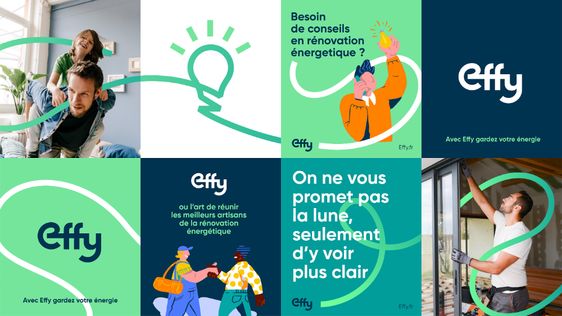 Besoin
de conseils
en rénovation
énergetique ?
effy
Effy.fr
effy
Avec Effy gardez votre énergie
effy
Avec Effy gardez votre énergie
effy
ou l'art de réunir
les meilleurs artisans
de la rénovation
énergétique
On ne vous
promet pas
la lune,
seulement
d'y voir
plus clair
effy
Effy.fr